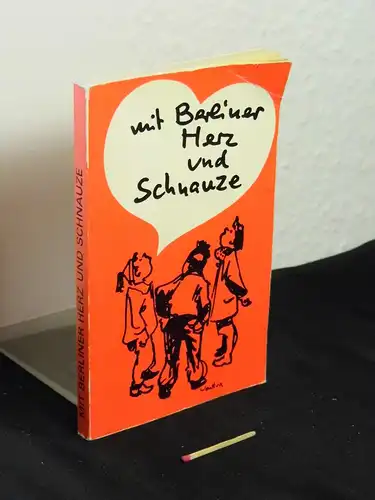 mit Berliner
Herz
und
Schnauze
MIT BERLINER HERZ UND SCHNAUZE